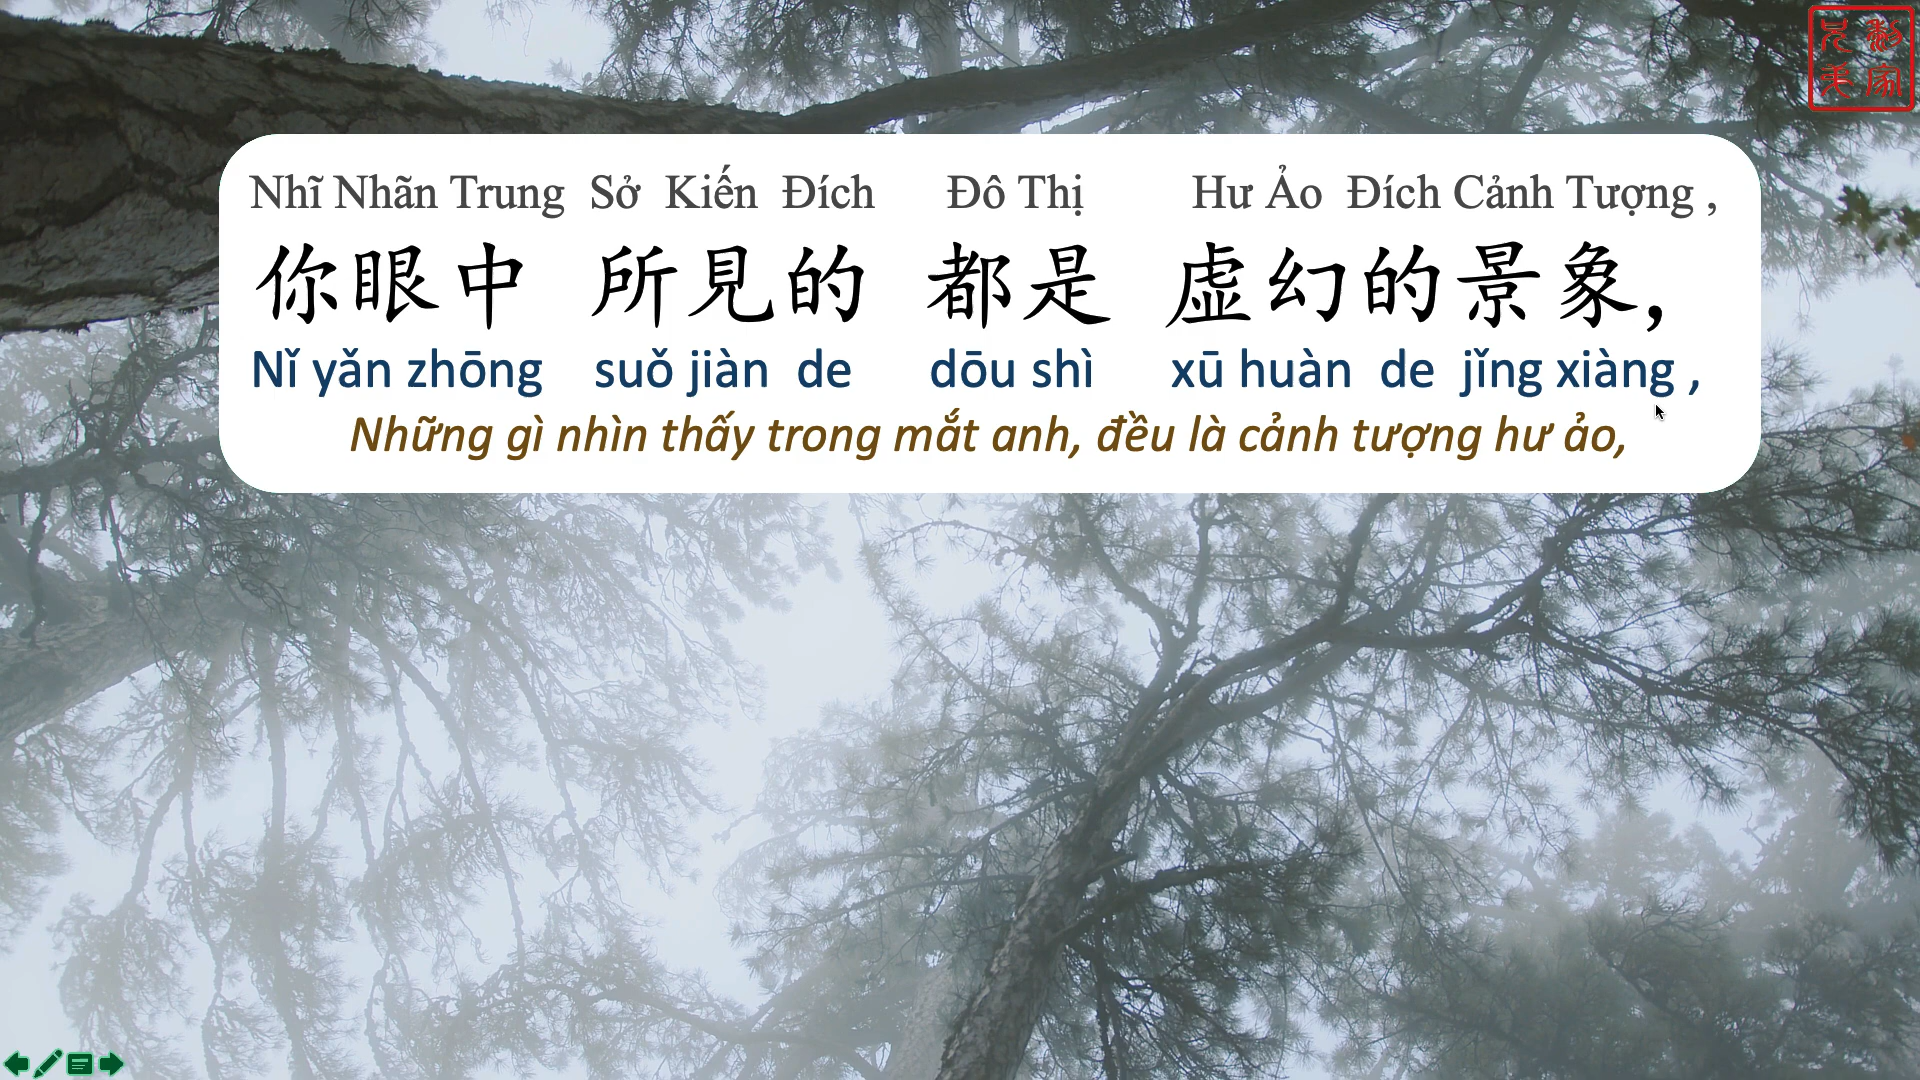 Nhĩ Nhãn Trung Sở Kiến Đích Đô Thị Hư Ảo Đích Cảnh Tượng ,
你眼中 所見的 都是 虛幻的景象,
Nǐ yǎn zhōng suǒ jiàn de dōu shì xū huàn de jǐng xiàng ,
Những gì nhìn thấy trong mắt anh, đều là cảnh tượng hư ảo,